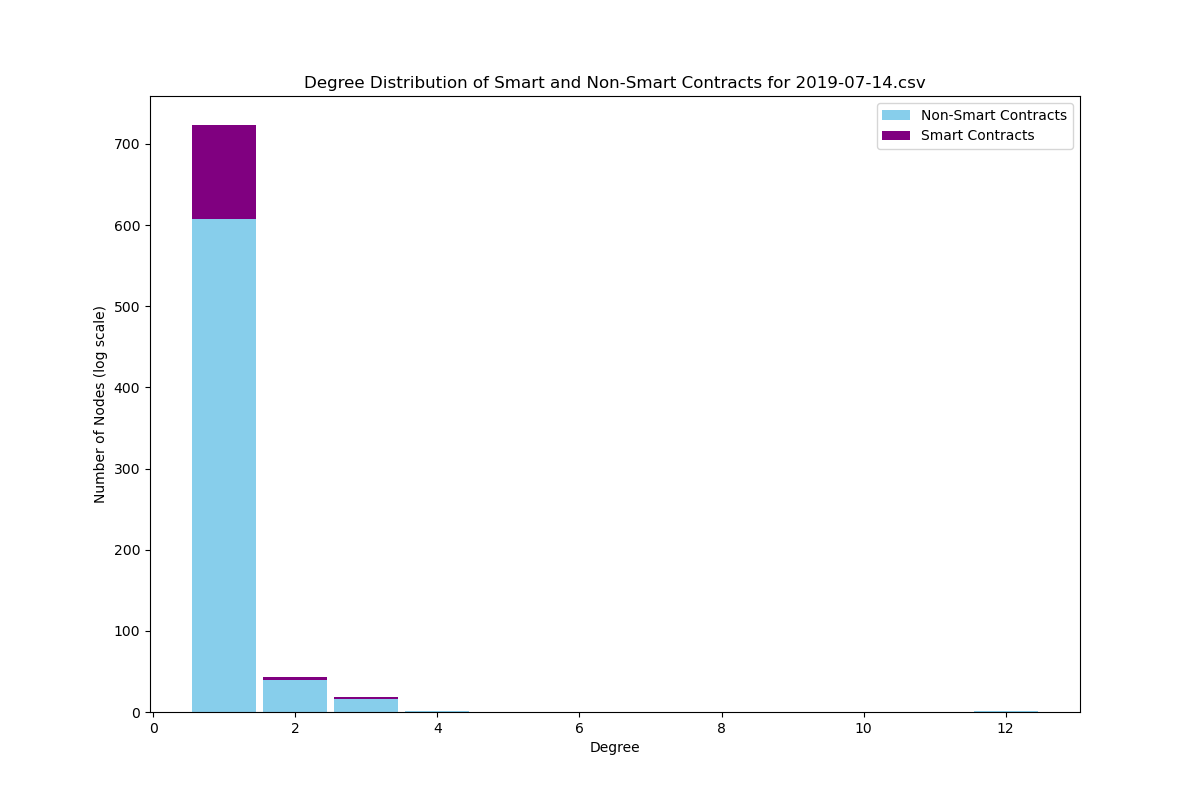 Degree Distribution of Smart and Non-Smart Contracts for 2019-07-14.csv
Non-Smart Contracts
Smart Contracts
Number of Nodes (log scale)
700
600
500
400
300
200
100
0
0 2 4 6 8 10 12
Degree